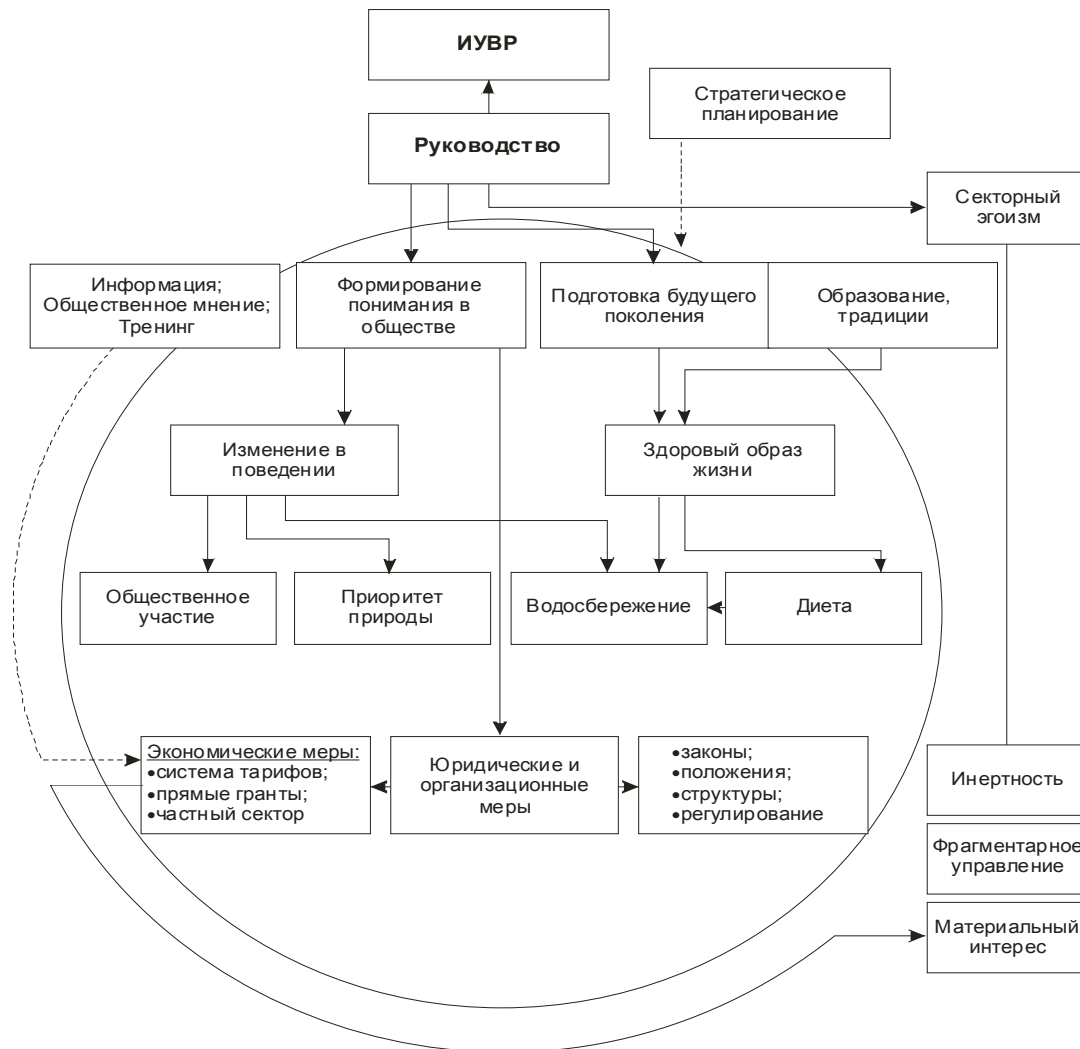 ИУВР
Стратегическое
планирование
Руководство
Секторный
эгоизм
Информация;
Общественное мнение;
Тренинг
Формирование
понимания в
обществе
Подготовка будущего
поколения
Образование,
традиции
Изменение в
поведении
Здоровый образ
жизни
Общественное
участие
Приоритет
природы
Водосбережение
Диета
Экономические меры:
•система тарифов;
•прямые гранты;
•частный сектор
Юридические и
организационные
меры
•законы;
•положения;
•структуры;
•регулирование
Инертность
Фрагментарное
управление
Материальный
интерес